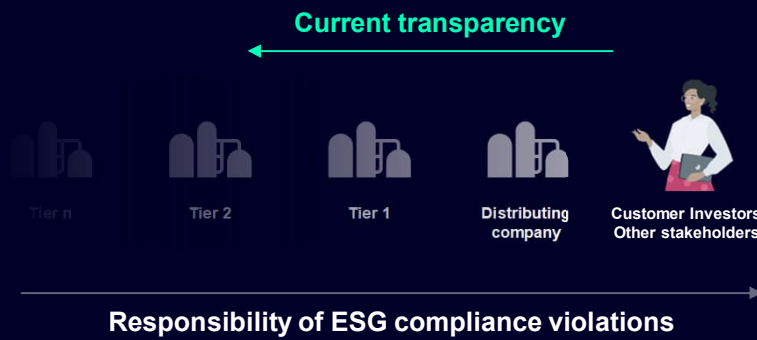 Current transparency
Tier n
Tier 2
Tier 1
Distributing
company
Customer Investors
Other stakeholders
Responsibility of ESG compliance violations